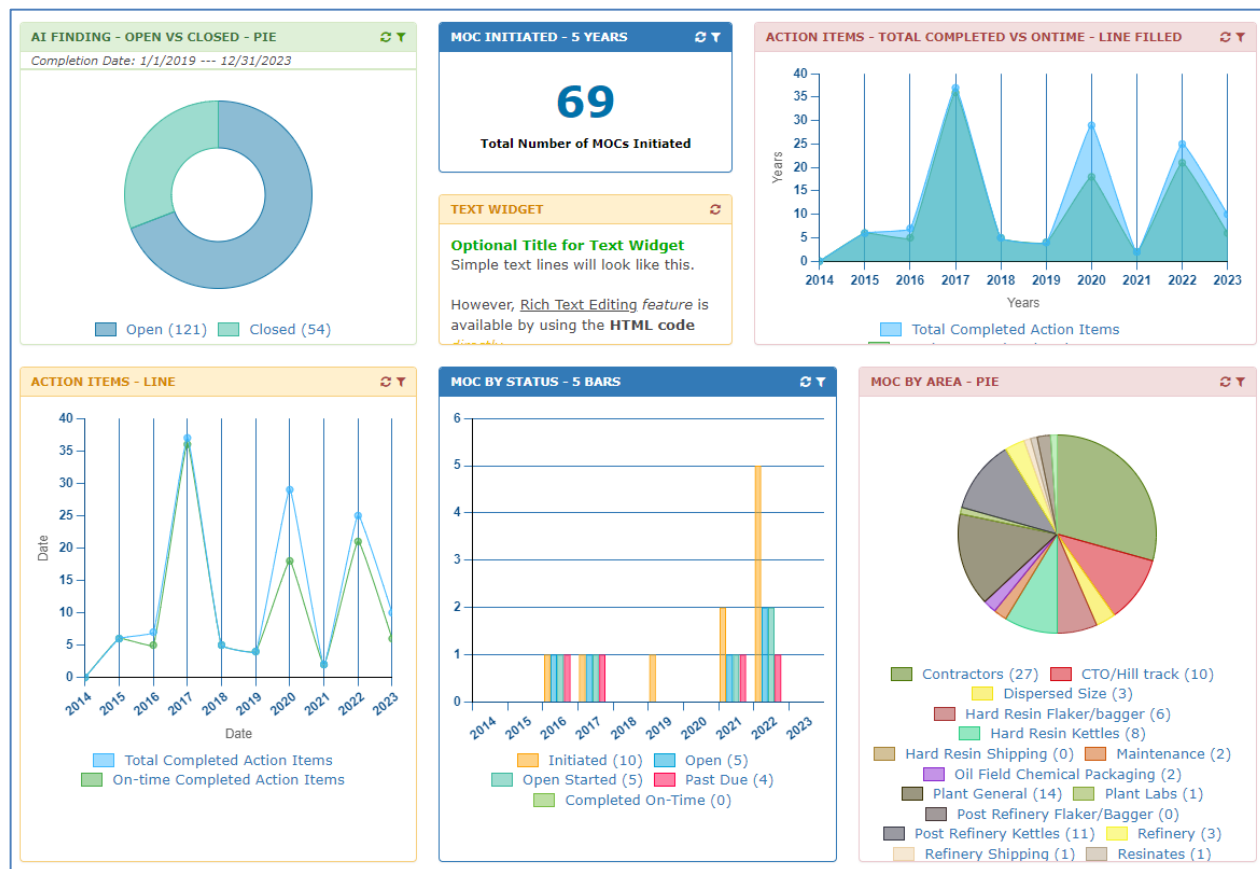 AI FINDING - OPEN VS CLOSED - PIE
Completion Date: 1/1/2019 --- 12/31/2023
Open (121) Closed (54)
MOC INITIATED - 5 YEARS
69
Total Number of MOCs Initiated
TEXT WIDGET
Optional Title for Text Widget
Simple text lines will look like this.
However, Rich Text Editing feature is
available by using the HTML code
ACTION ITEMS - TOTAL COMPLETED VS ONTIME - LINE FILLED
40
35
30
25
20
15
10
5
0
Years
2014 2015 2016 2017 2018 2019 2020 2021 2022 2023
Years
Total Completed Action Items
ACTION ITEMS - LINE
40
35
30
25
20
15
10
5
0
Date
2014 2015 2016 2017 2018 2019 2020 2021 2022 2023
Date
Total Completed Action Items
On-time Completed Action Items
MOC BY STATUS - 5 BARS
6
5
4
3
2
1
0
2014 2015 2016 2017 2018 2019 2020 2021 2022 2023
Initiated (10) Open (5)
Open Started (5) Past Due (4)
Completed On-Time (0)
MOC BY AREA - PIE
Contractors (27) CTO/Hill track (10)
Dispersed Size (3)
Hard Resin Flaker/bagger (6)
Hard Resin Kettles (8)
Hard Resin Shipping (0) Maintenance (2)
Oil Field Chemical Packaging (2)
Plant General (14) Plant Labs (1)
Post Refinery Flaker/Bagger (0)
Post Refinery Kettles (11) Refinery (3)
Refinery Shipping (1) Resinates (1)